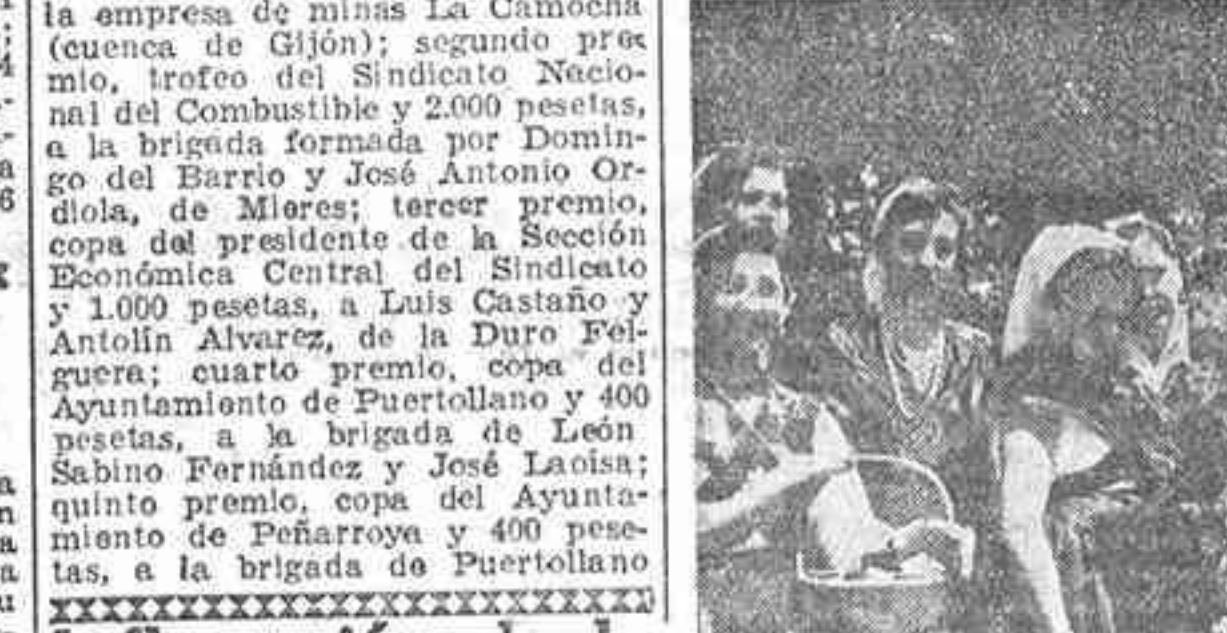 la empresa de minas La Camocha
(cuenca de Gijón); segundo pre
mio, trofeo del Sindicato Nacio-
nal del Combustible y 2.000 pesetas,
a la brigada formada por Domin-
go del Barrio y José Antonio Or-
diola, de Mieres; tercer premio,
copa del presidente de la Sección
Económica Central del Sindicato
y 1.000 pesetas, a Luis Castaño y
Antolín Alvarez, de la Duro Fel-
guera; cuarto premio, copa del
Ayuntamiento de Puertollano y 400
pesetas, a la brigada de León
Sabino Fernández y José Laoisa;
quinto premio, copa del Ayunta-
miento de Peñarroya y 400 pese-
tas, a la brigada de Puertollano